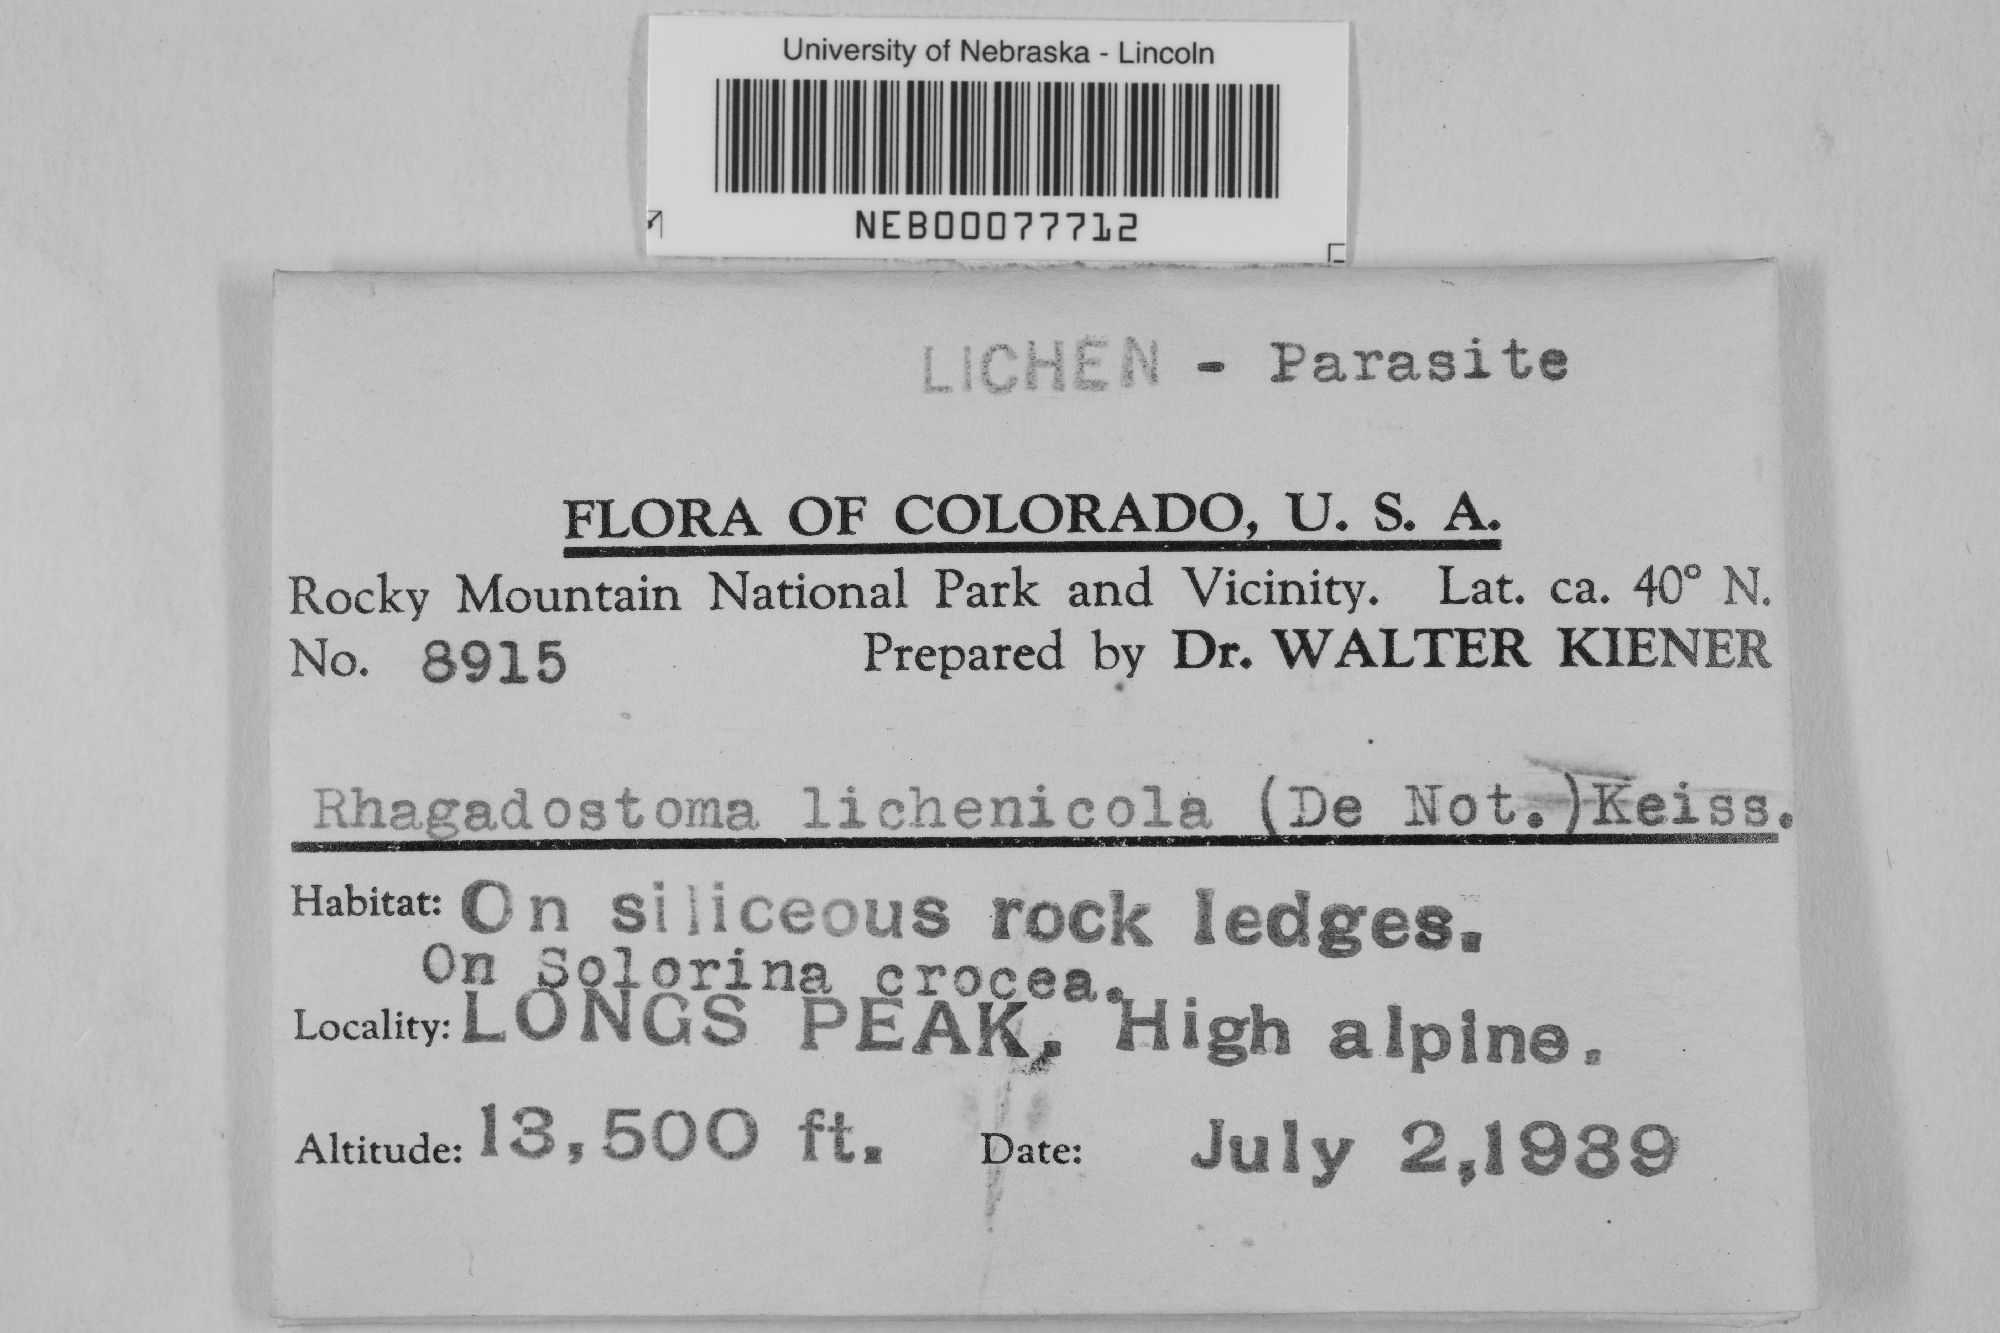 University of Nebraska - Lincoln
NEB00077712
LICHEN - Parasite
FLORA OF COLORADO, U. S. A.
Rocky Mountain National Park and Vicinity. Lat. ca. 40° N.
No. 8915 Prepared by Dr. WALTER KIENER
Rhagadostoma lichenicola (De Not.)Keiss.
Habitat: On siliceous rock ledges.
On Solorina crocea.
Locality: LONGS PEAK, High alpine.
Altitude: 13,500 ft. Date: July 2,1939